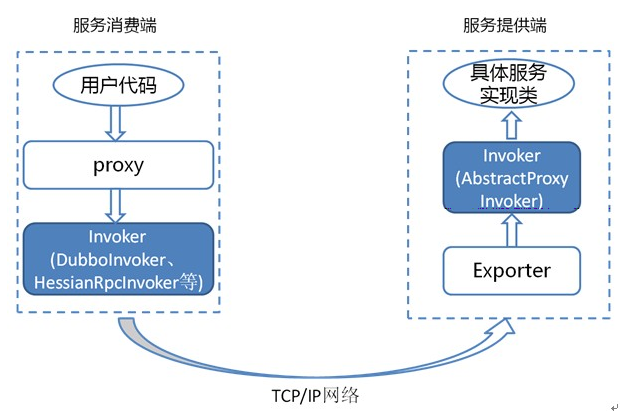 服务消费端
用户代码
proxy
Invoker
(DubboInvoker、
HessianRpcInvoker等)
服务提供端
具体服务
实现类
Invoker
(AbstractProxy
Invoker)
Exporter
TCP/IP网络